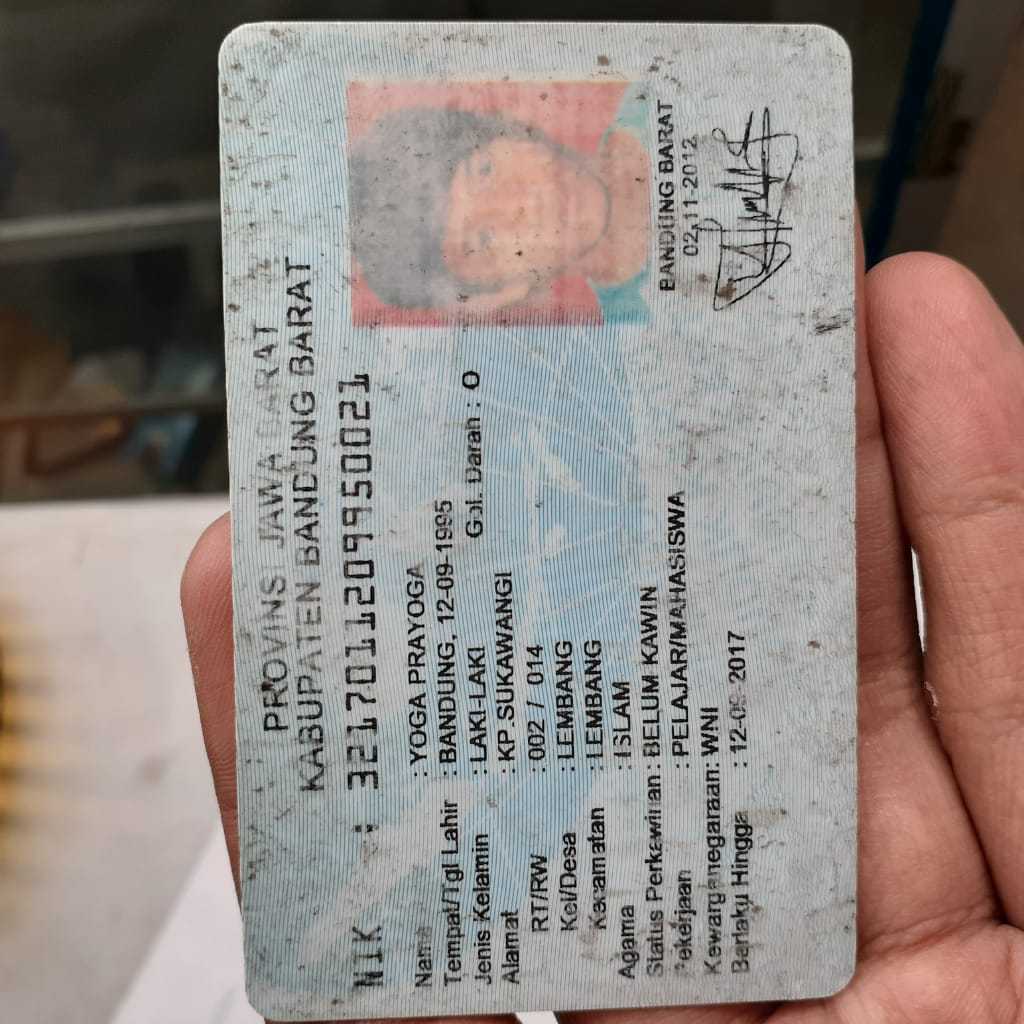 PROVINSI JAWA BARAT
KABUPATEN BANDUNG BARAT
NIK : 3217011209950021
Nama : YOGA PRAYOGA
Tempat/Tgl Lahir : BANDUNG, 12-09-1995
Jenis Kelamin : LAKI-LAKI Gol. Darah : O
Alamat : KP.SUKAWANGI
RT/RW : 002 / 014
Kel/Desa : LEMBANG
Kecamatan : LEMBANG
Agama : ISLAM
Status Perkawinan : BELUM KAWIN
Pekerjaan : PELAJAR/MAHASISWA
Kewarganegaraan: WNI
Berlaku Hingga : 12-09-2017
BANDUNG BARAT
02-11-2012